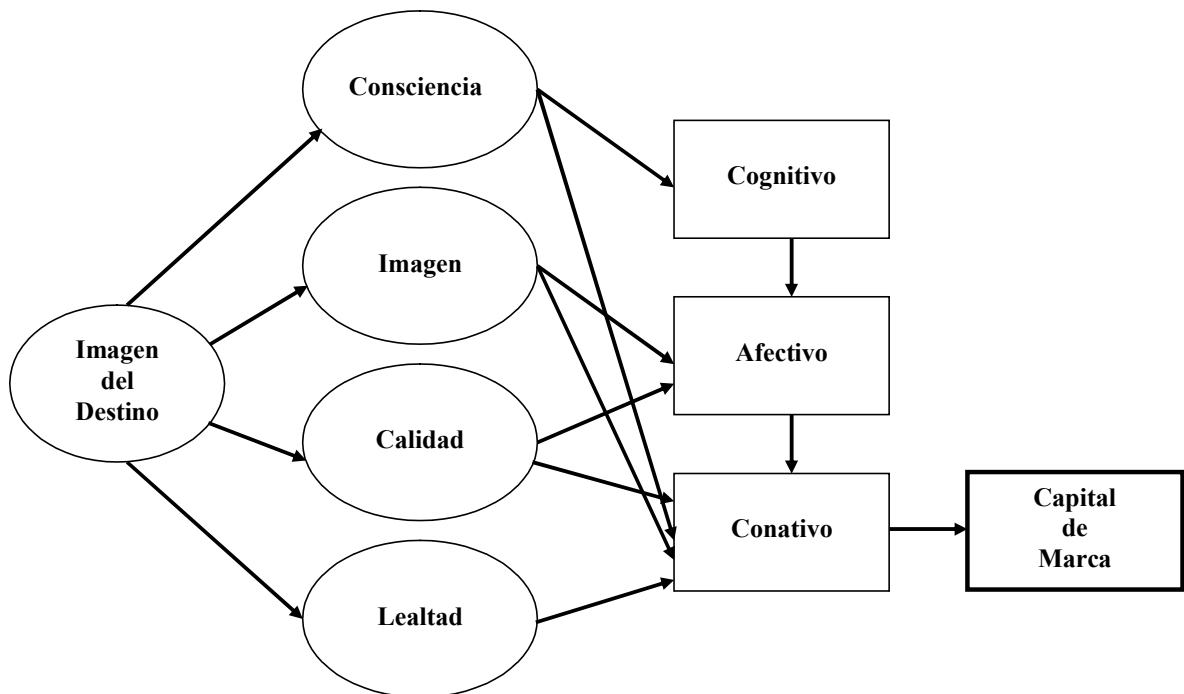 Consciencia
Cognitivo
Imagen
Imagen
del
Destino
Afectivo
Calidad
Conativo
Capital
de
Marca
Lealtad